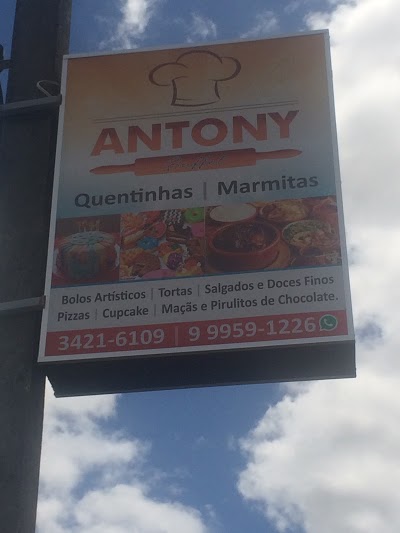 ANTONY
Quentinhas | Marmitas
Bolos Artísticos | Tortas | Salgados e Doces Finos
Pizzas | Cupcake | Maçãs e Pirulitos de Chocolate.
3421-6109 | 9 9959-1226